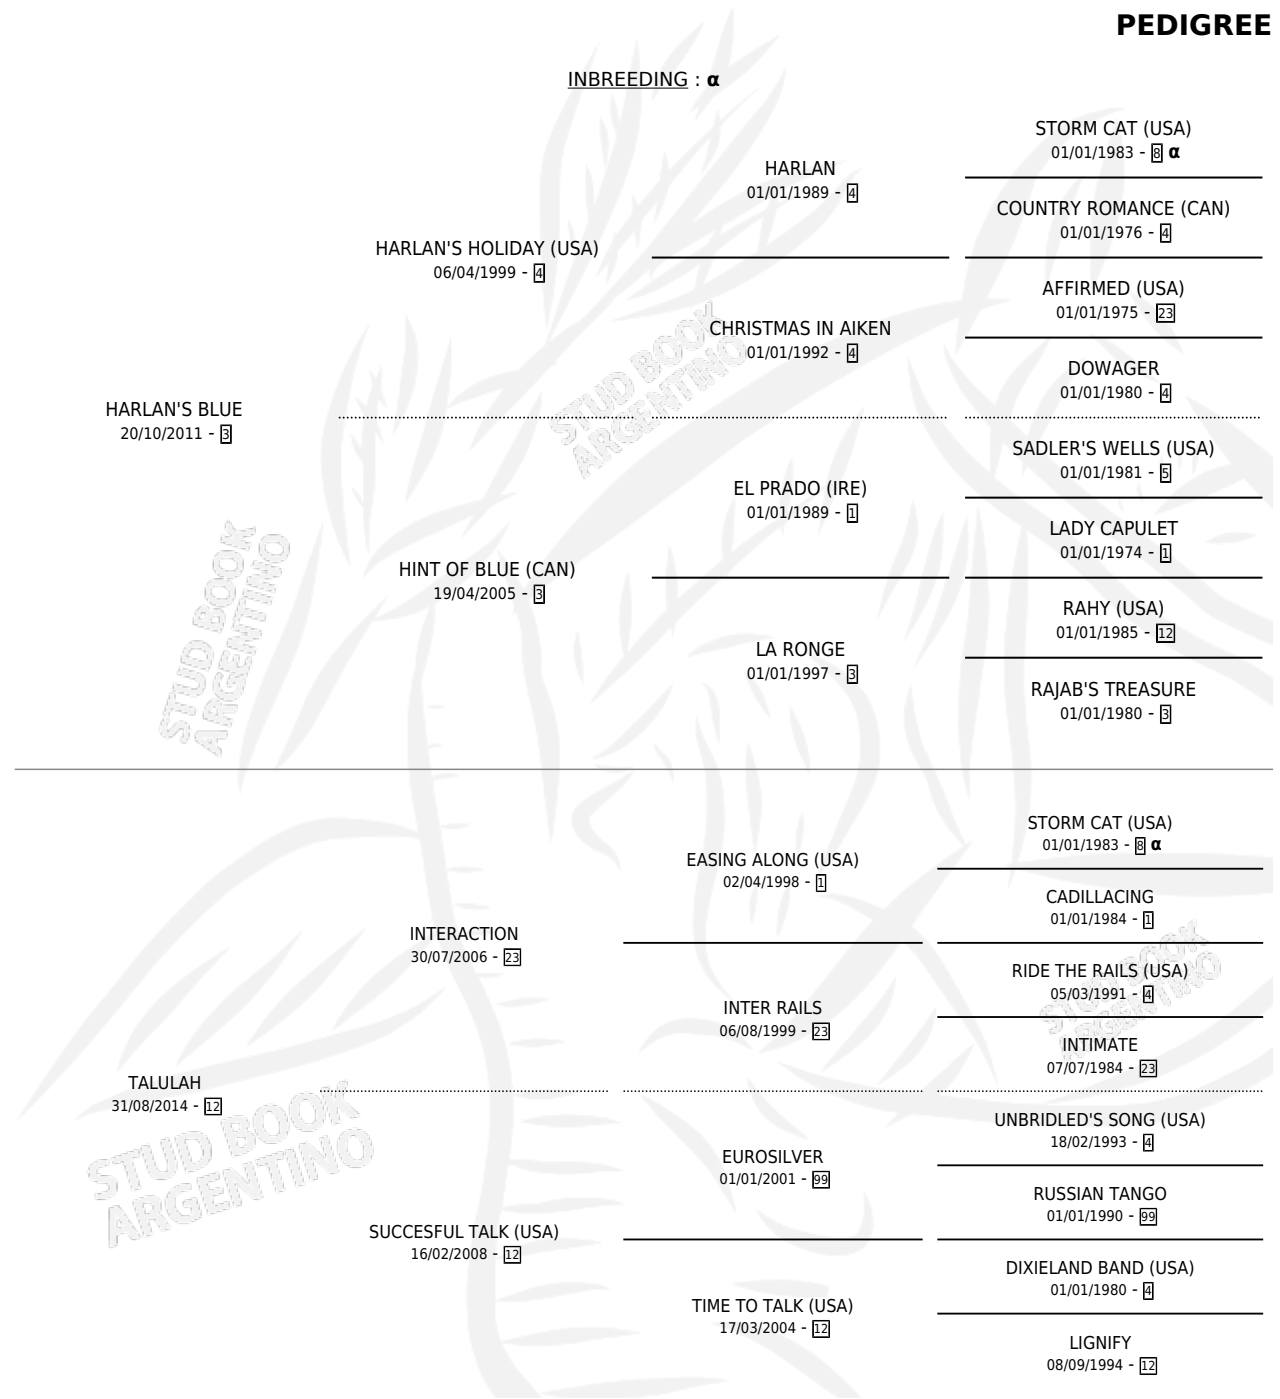 PEDIGREE
INBREEDING : α
STORM CAT (USA)
01/01/1983 - 8 α
HARLAN
01/01/1989 - 4
COUNTRY ROMANCE (CAN)
01/01/1976 - 4
HARLAN'S HOLIDAY (USA)
06/04/1999 - 4
AFFIRMED (USA)
01/01/1975 - 23
CHRISTMAS IN AIKEN
01/01/1992 - 4
DOWAGER
01/01/1980 - 4
HARLAN'S BLUE
20/10/2011 - 3
STUD BOOK
ARGENTINO
SADLER'S WELLS (USA)
01/01/1981 - 5
EL PRADO (IRE)
01/01/1989 - 1
LADY CAPULET
01/01/1974 - 1
HINT OF BLUE (CAN)
19/04/2005 - 3
RAHY (USA)
01/01/1985 - 12
LA RONGE
01/01/1997 - 3
RAJAB'S TREASURE
01/01/1980 - 3
STUD BOOK
ARGENTINO
STORM CAT (USA)
01/01/1983 - 8 α
EASING ALONG (USA)
02/04/1998 - 1
CADILLACING
01/01/1984 - 1
INTERACTION
30/07/2006 - 23
RIDE THE RAILS (USA)
05/03/1991 - 4
INTER RAILS
06/08/1999 - 23
STUD BOOK
ARGENTINO
INTIMATE
07/07/1984 - 23
TALULAH
31/08/2014 - 12
STUD BOOK
ARGENTINO
UNBRIDLED'S SONG (USA)
18/02/1993 - 4
EUROSILVER
01/01/2001 - 99
RUSSIAN TANGO
01/01/1990 - 99
SUCCESFUL TALK (USA)
16/02/2008 - 12
DIXIELAND BAND (USA)
01/01/1980 - 4
TIME TO TALK (USA)
17/03/2004 - 12
LIGNIFY
08/09/1994 - 12